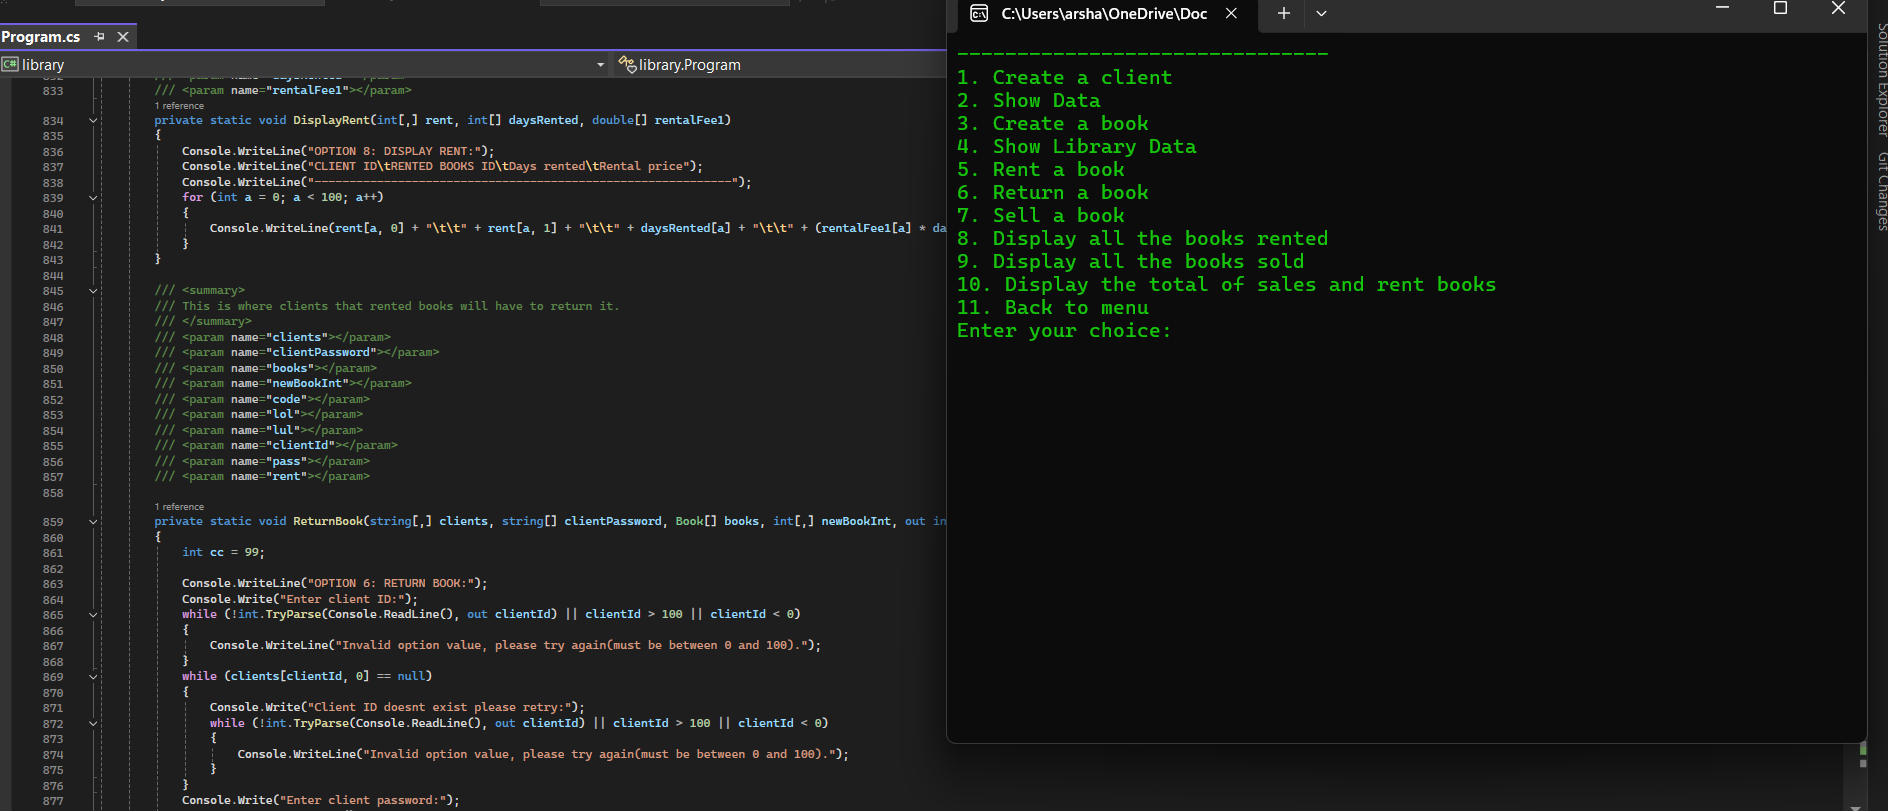 Program.cs
library
library.Program
833 /// <param name="rentalFee1"></param>
1 reference
834 private static void DisplayRent(int[,] rent, int[] daysRented, double[] rentalFee1)
835 {
836 Console.WriteLine("OPTION 8: DISPLAY RENT:");
837 Console.WriteLine("CLIENT ID\tRENTED BOOKS ID\tDays rented\tRental price");
838 Console.WriteLine("------------------------------------------------------------");
839 for (int a = 0; a < 100; a++)
840 {
841 Console.WriteLine(rent[a, 0] + "\t\t" + rent[a, 1] + "\t\t" + daysRented[a] + "\t\t" + (rentalFee1[a] * da
842 }
843 }
844
845 /// <summary>
846 /// This is where clients that rented books will have to return it.
847 /// </summary>
848 /// <param name="clients"></param>
849 /// <param name="clientPassword"></param>
850 /// <param name="books"></param>
851 /// <param name="newBookInt"></param>
852 /// <param name="code"></param>
853 /// <param name="lol"></param>
854 /// <param name="lul"></param>
855 /// <param name="clientId"></param>
856 /// <param name="pass"></param>
857 /// <param name="rent"></param>
858
1 reference
859 private static void ReturnBook(string[,] clients, string[] clientPassword, Book[] books, int[,] newBookInt, out in
860 {
861 int cc = 99;
862
863 Console.WriteLine("OPTION 6: RETURN BOOK:");
864 Console.Write("Enter client ID:");
865 while (!int.TryParse(Console.ReadLine(), out clientId) || clientId > 100 || clientId < 0)
866 {
867 Console.WriteLine("Invalid option value, please try again(must be between 0 and 100).");
868 }
869 while (clients[clientId, 0] == null)
870 {
871 Console.Write("Client ID doesnt exist please retry:");
872 while (!int.TryParse(Console.ReadLine(), out clientId) || clientId > 100 || clientId < 0)
873 {
874 Console.WriteLine("Invalid option value, please try again(must be between 0 and 100).");
875 }
876 }
877 Console.Write("Enter client password:");
C:\Users\arsha\OneDrive\Doc
-------------------------------
1. Create a client
2. Show Data
3. Create a book
4. Show Library Data
5. Rent a book
6. Return a book
7. Sell a book
8. Display all the books rented
9. Display all the books sold
10. Display the total of sales and rent books
11. Back to menu
Enter your choice:
Solution Explorer
Git Changes